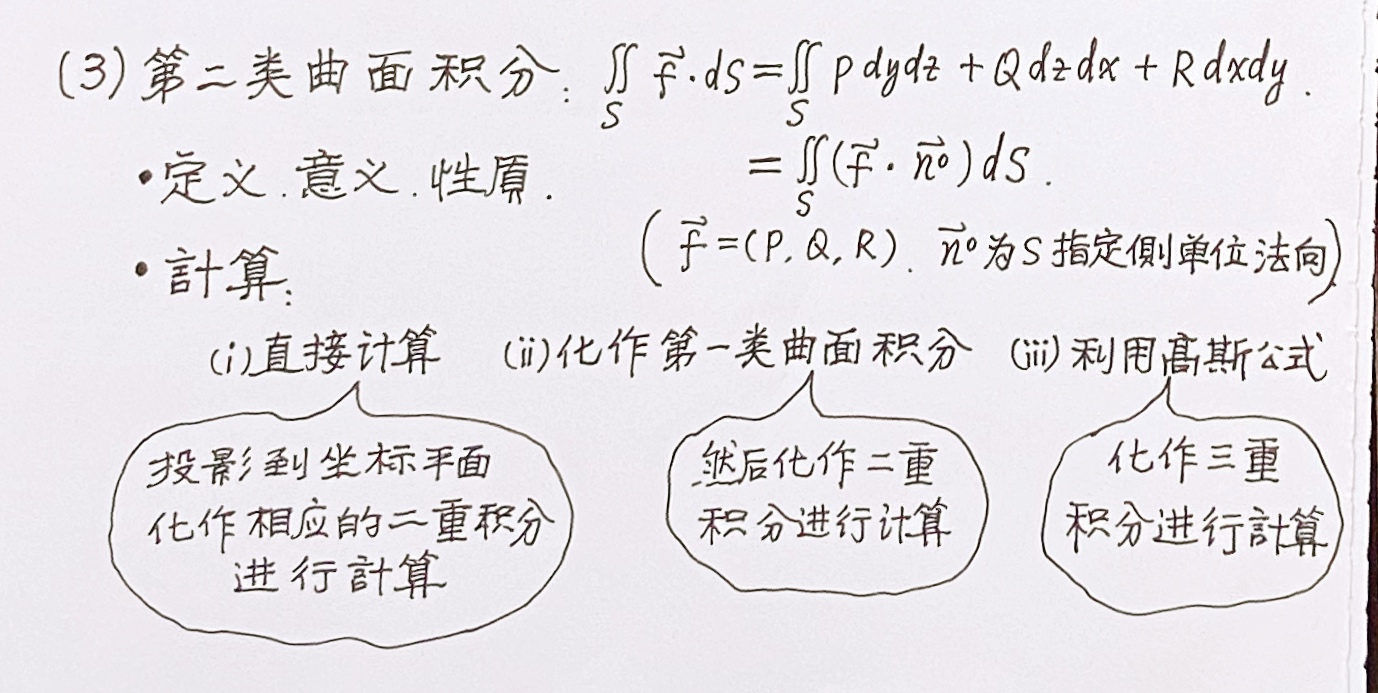 (3) 第二类曲面积分: ∬_S f⃗·dS=∬_S Pdydz+Qdzdx+Rdxdy.
·定义.意义.性質. =∬_S(f⃗·n⃗°)dS.
(f⃗=(P,Q,R). n⃗°为S指定側单位法向)
·計算:
(i)直接计算 (ii)化作第一类曲面积分 (iii)利用高斯公式
投影到坐标平面
化作相应的二重积分
进行計算
然后化作二重
积分进行计算
化作三重
积分进行計算